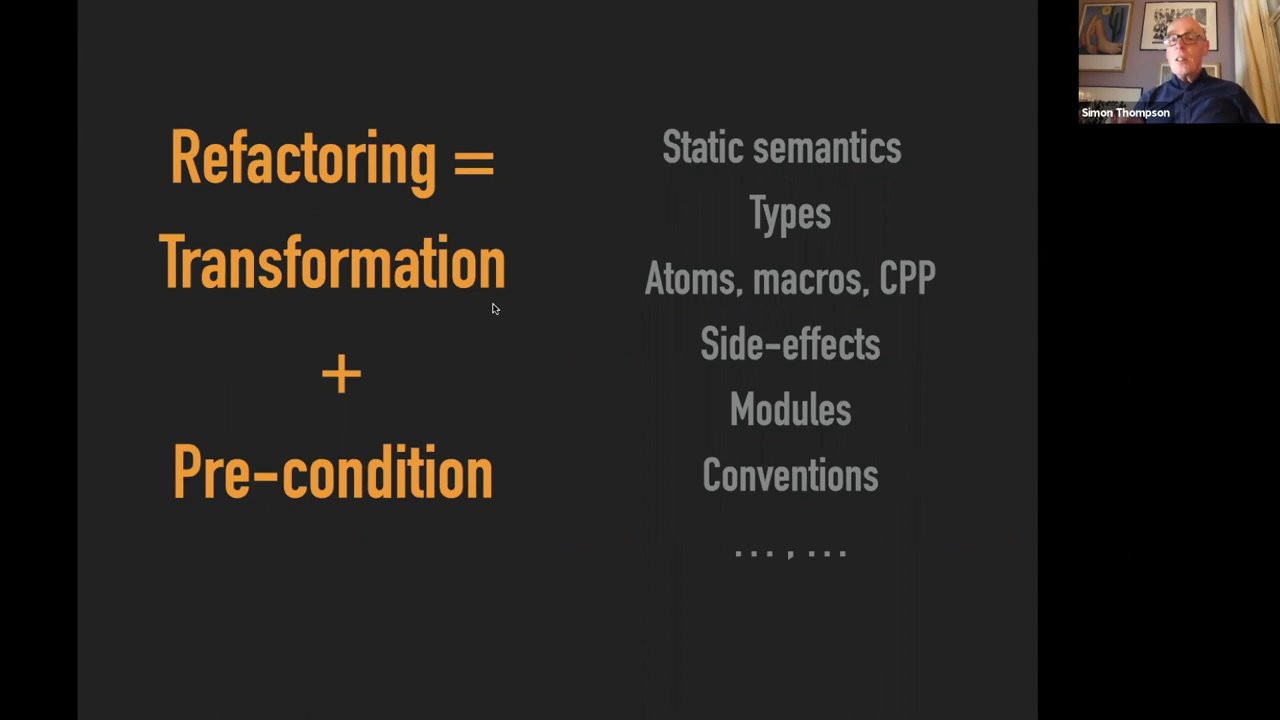 Refactoring =
Transformation
+
Pre-condition
Static semantics
Types
Atoms, macros, CPP
Side-effects
Modules
Conventions
... , ...
Simon Thompson